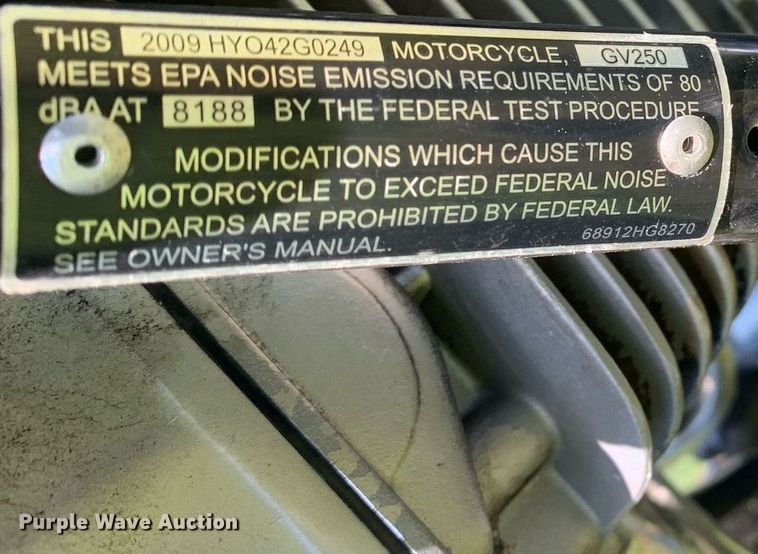 THIS 2009 HYO42G0249 MOTORCYCLE, GV250
MEETS EPA NOISE EMISSION REQUIREMENTS OF 80
dBA AT 8188 BY THE FEDERAL TEST PROCEDURE
MODIFICATIONS WHICH CAUSE THIS
MOTORCYCLE TO EXCEED FEDERAL NOISE
STANDARDS ARE PROHIBITED BY FEDERAL LAW.
SEE OWNER'S MANUAL. 68912HG8270
Purple Wave Auction